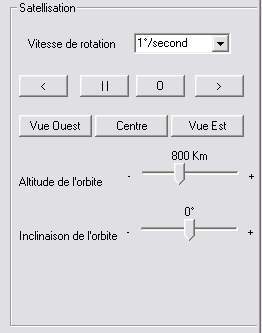 Satellisation
Vitesse de rotation 1°/second
< || 0 >
Vue Ouest Centre Vue Est
800 Km
Altitude de l'orbite - +
0°
Inclinaison de l'orbite - +